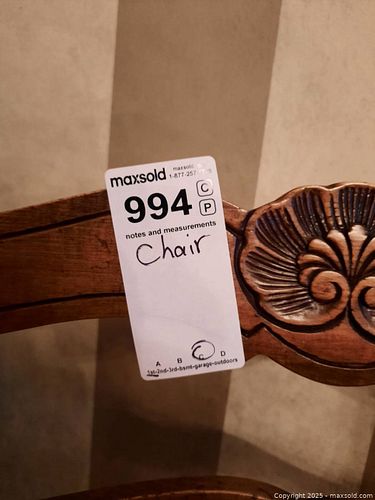 maxsold
maxsold.
1-877-257
994 C
P
notes and measurements
Chair
A B C D
1st-2nd-3rd-bsmt-garage-outdoors
Copyright 2025 - maxsold.com